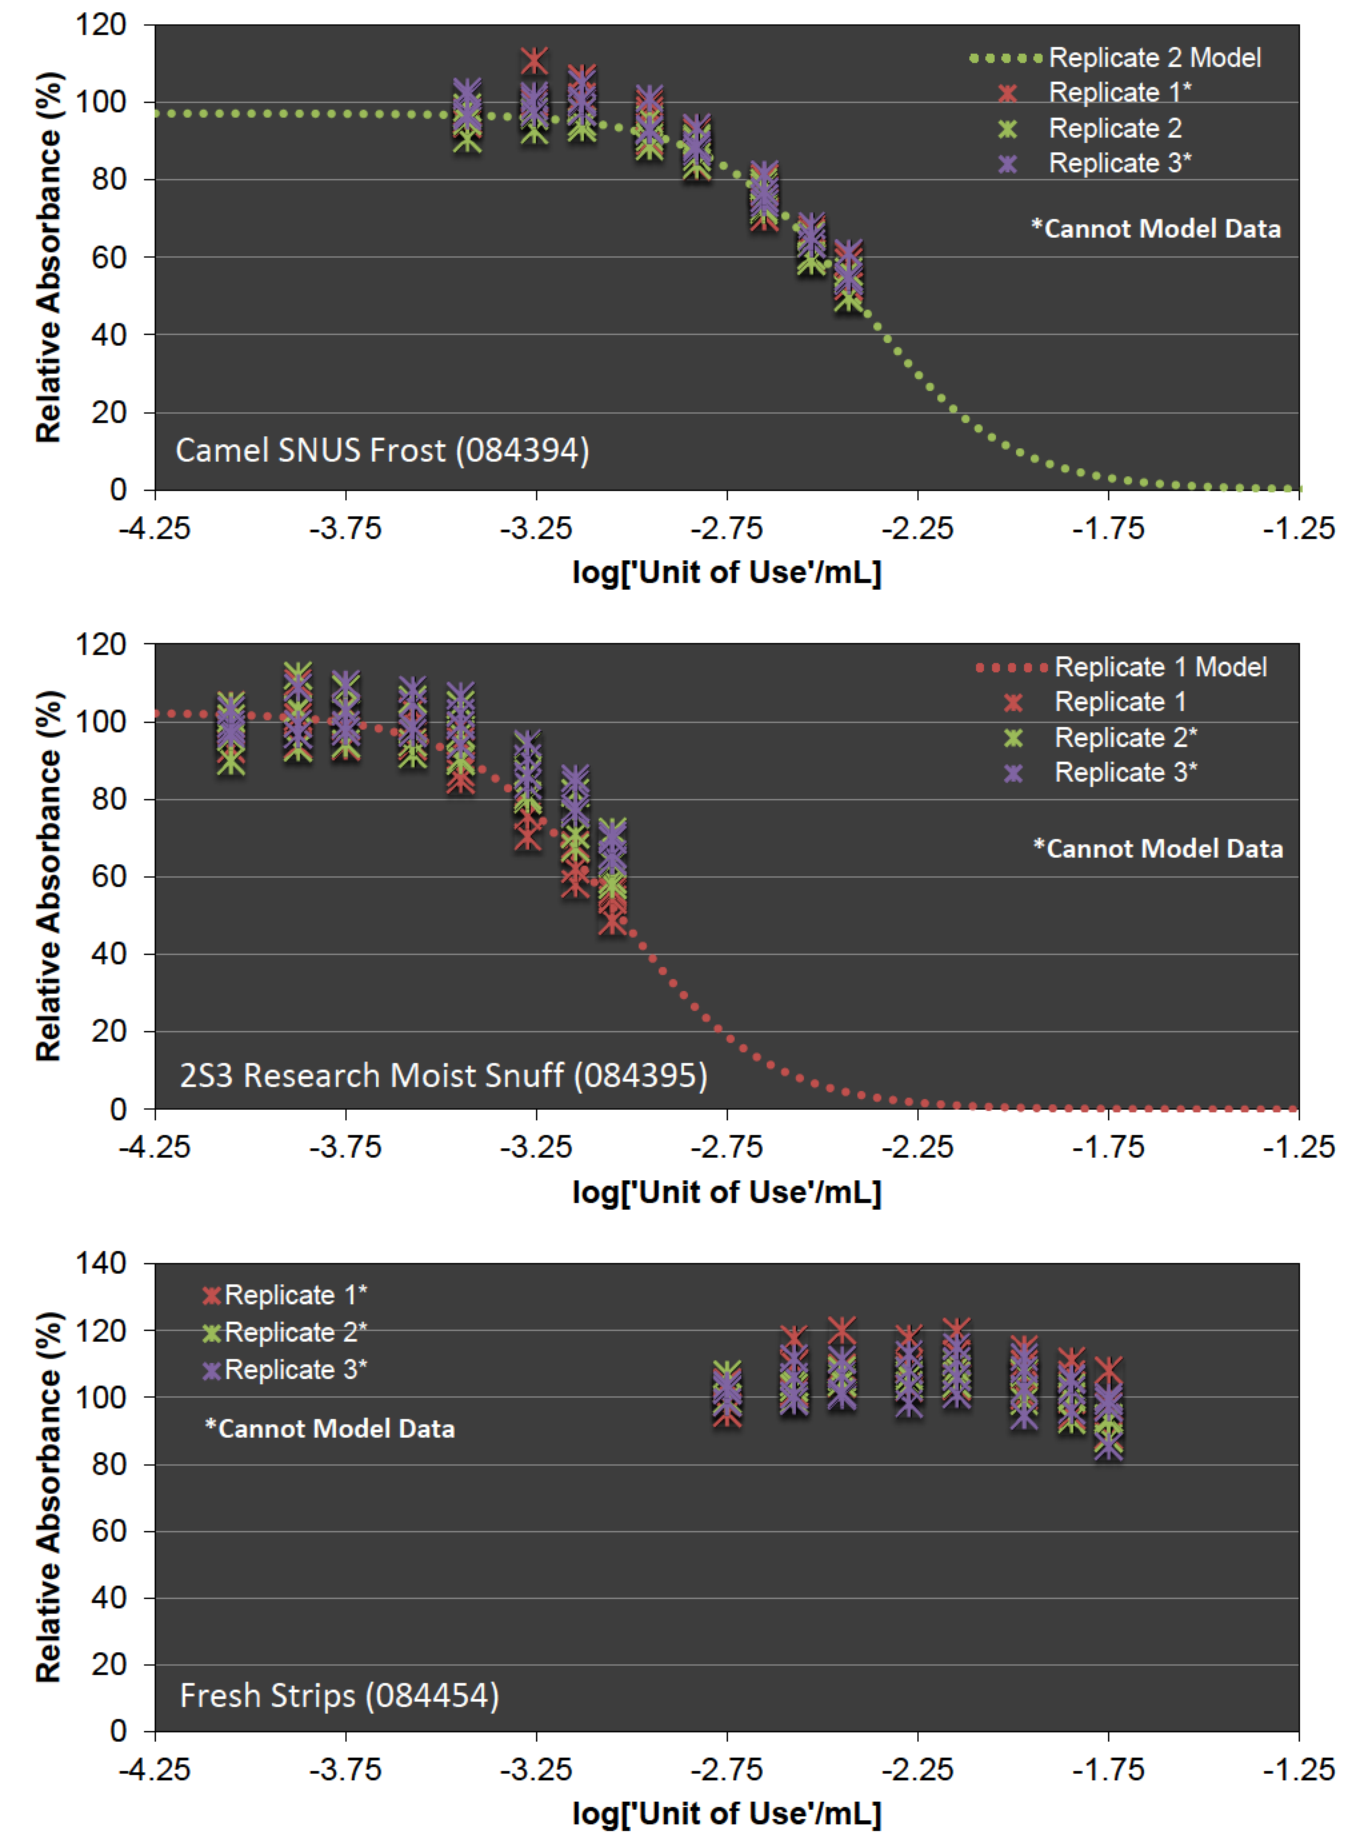 120
100
80
60
40
20
0
Relative Absorbance (%)
Replicate 2 Model
Replicate 1*
Replicate 2
Replicate 3*
*Cannot Model Data
Camel SNUS Frost (084394)
-4.25 -3.75 -3.25 -2.75 -2.25 -1.75 -1.25
log['Unit of Use'/mL]
120
100
80
60
40
20
0
Relative Absorbance (%)
Replicate 1 Model
Replicate 1
Replicate 2*
Replicate 3*
*Cannot Model Data
2S3 Research Moist Snuff (084395)
-4.25 -3.75 -3.25 -2.75 -2.25 -1.75 -1.25
log['Unit of Use'/mL]
140
120
100
80
60
40
20
0
Relative Absorbance (%)
Replicate 1*
Replicate 2*
Replicate 3*
*Cannot Model Data
Fresh Strips (084454)
-4.25 -3.75 -3.25 -2.75 -2.25 -1.75 -1.25
log['Unit of Use'/mL]